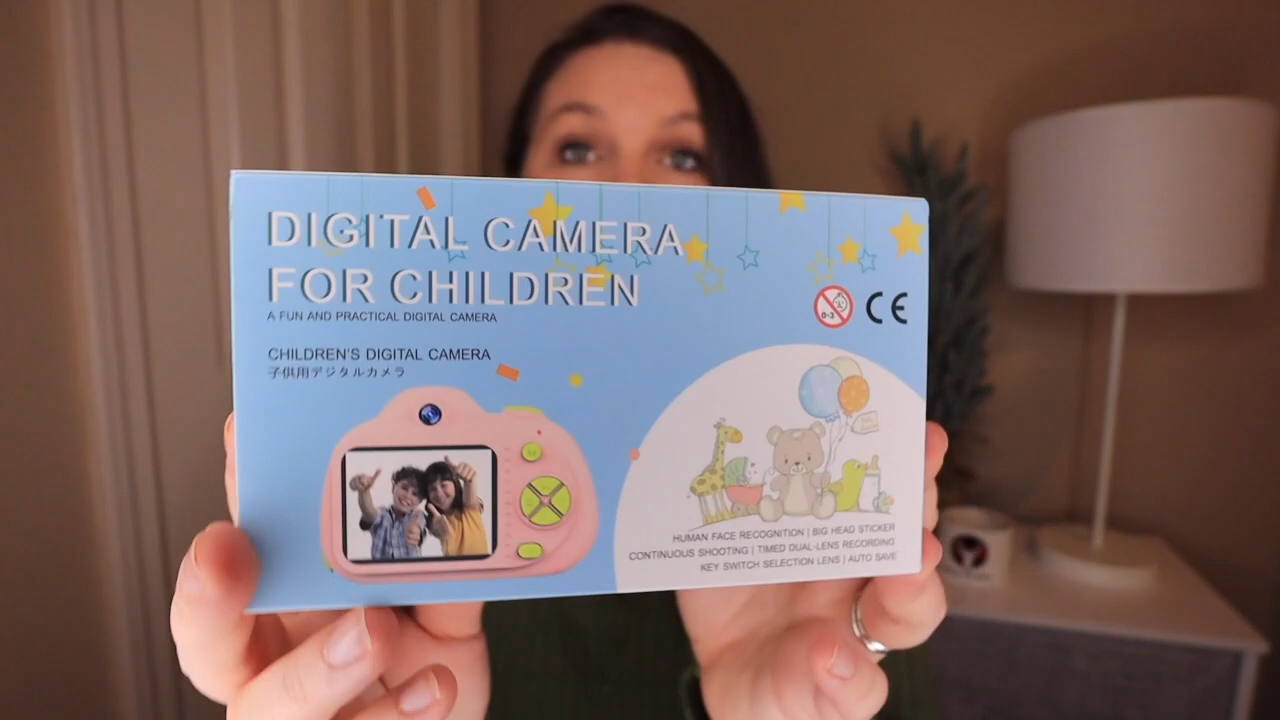 DIGITAL CAMERA
FOR CHILDREN
A FUN AND PRACTICAL DIGITAL CAMERA
CHILDREN'S DIGITAL CAMERA
子供用デジタルカメラ
0-3
CE
HUMAN FACE RECOGNITION | BIG HEAD STICKER
CONTINUOUS SHOOTING | TIMED DUAL-LENS RECORDING
KEY SWITCH SELECTION LENS | AUTO SAVE